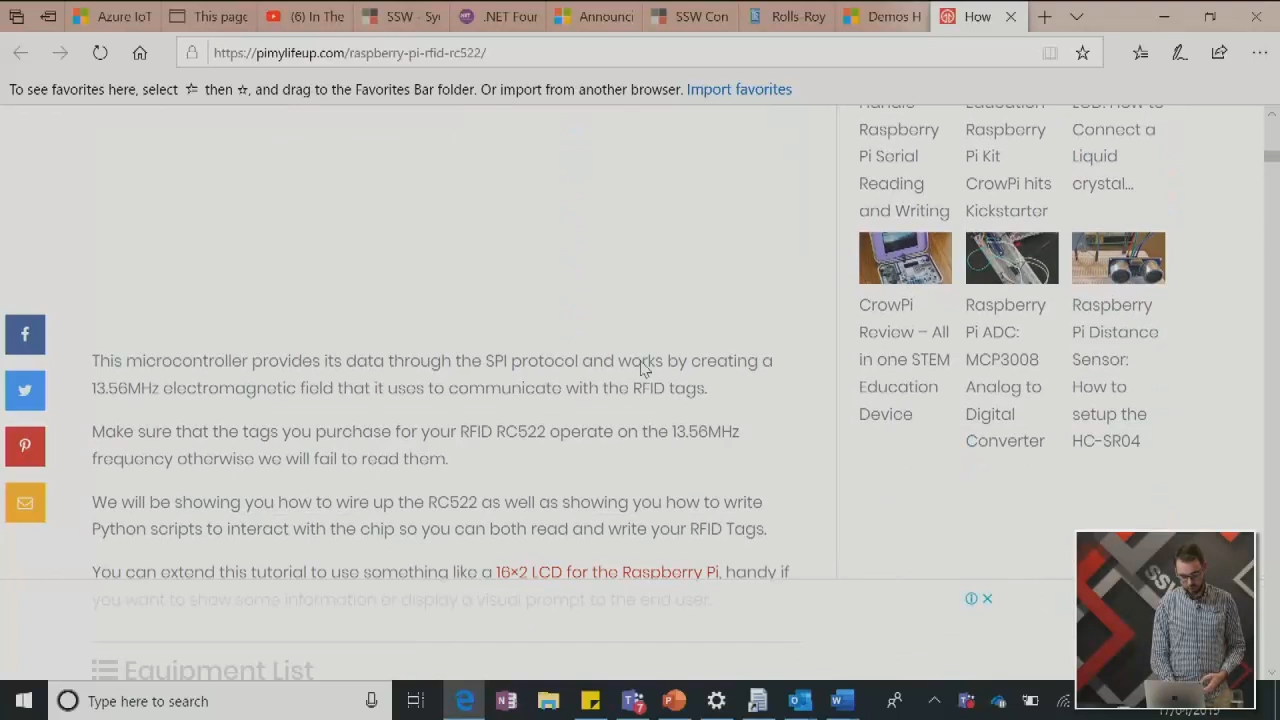 Azure IoT
This page
(6) In The
SSW - Sy
.NET Four
Announci
SSW Con
Rolls-Roy
Demos H
How
https://pimylifeup.com/raspberry-pi-rfid-rc522/
To see favorites here, select ☆ then ☆, and drag to the Favorites Bar folder. Or import from another browser. Import favorites
Raspberry
Pi Serial
Reading
and Writing
Education
Raspberry
Pi Kit
CrowPi hits
Kickstarter
LCD: How to
Connect a
Liquid
crystal...
CrowPi
Review – All
in one STEM
Education
Device
Raspberry
Pi ADC:
MCP3008
Analog to
Digital
Converter
Raspberry
Pi Distance
Sensor:
How to
setup the
HC-SR04
This microcontroller provides its data through the SPI protocol and works by creating a
13.56MHz electromagnetic field that it uses to communicate with the RFID tags.
Make sure that the tags you purchase for your RFID RC522 operate on the 13.56MHz
frequency otherwise we will fail to read them.
We will be showing you how to wire up the RC522 as well as showing you how to write
Python scripts to interact with the chip so you can both read and write your RFID Tags.
You can extend this tutorial to use something like a 16×2 LCD for the Raspberry Pi, handy if
you want to show some information or display a visual prompt to the end user.
Equipment List
SSW
Type here to search
17/04/2019